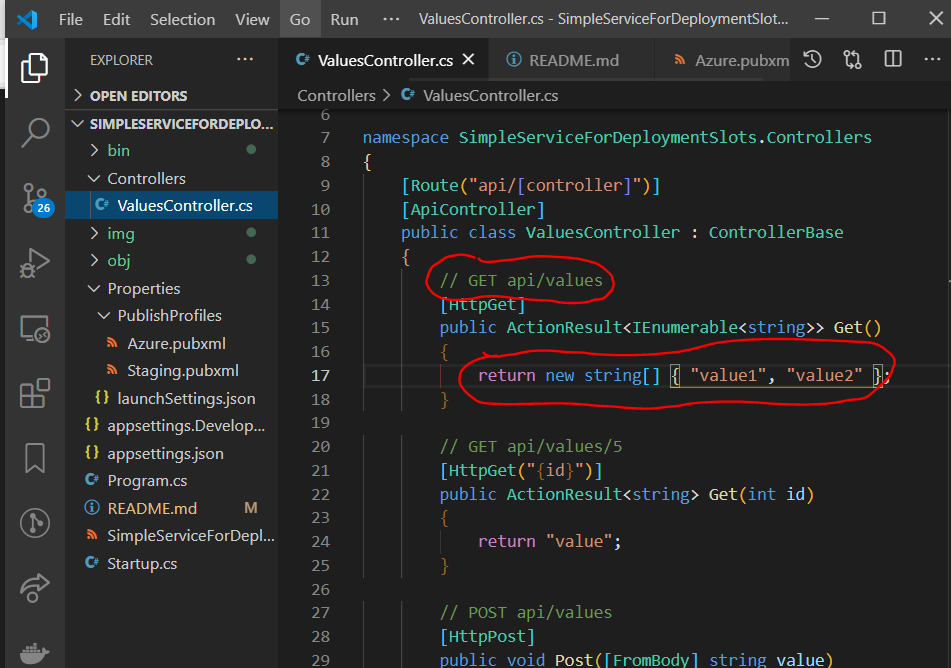 File Edit Selection View Go Run ··· ValuesController.cs - SimpleServiceForDeploymentSlot...
EXPLORER ···
OPEN EDITORS
SIMPLESERVICEFORDEPLO...
bin
Controllers
ValuesController.cs
img
obj
Properties
PublishProfiles
Azure.pubxml
Staging.pubxml
launchSettings.json
appsettings.Develop...
appsettings.json
Program.cs
README.md M
SimpleServiceForDepl...
Startup.cs
26
ValuesController.cs README.md Azure.pubxm
Controllers > ValuesController.cs
6
7 namespace SimpleServiceForDeploymentSlots.Controllers
8 {
9 [Route("api/[controller]")]
10 [ApiController]
11 public class ValuesController : ControllerBase
12 {
13 // GET api/values
14 [HttpGet]
15 public ActionResult<IEnumerable<string>> Get()
16 {
17 return new string[] { "value1", "value2" };
18 }
19
20 // GET api/values/5
21 [HttpGet("{id}")]
22 public ActionResult<string> Get(int id)
23 {
24 return "value";
25 }
26
27 // POST api/values
28 [HttpPost]
29 public void Post([FromBody] string value)